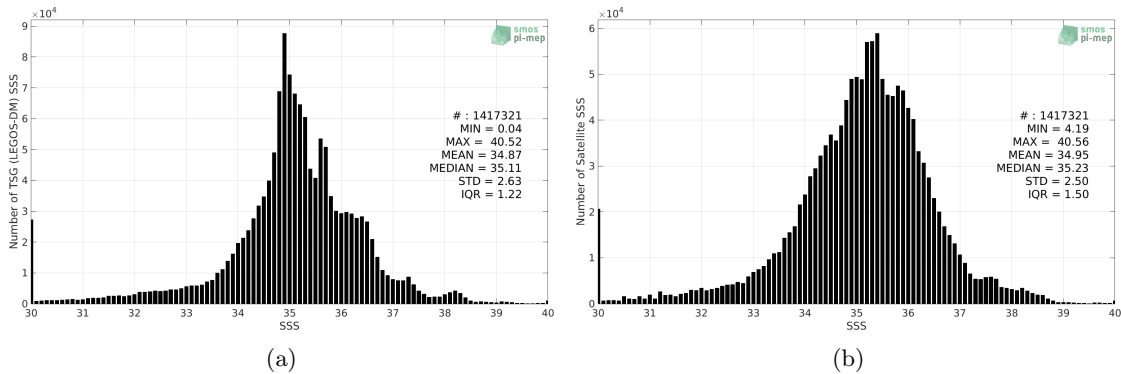 ×10⁴
9
8
7
6
5
4
3
2
1
0
Number of TSG (LEGOS-DM) SSS
smos
pi-mep
# : 1417321
MIN = 0.04
MAX = 40.52
MEAN = 34.87
MEDIAN = 35.11
STD = 2.63
IQR = 1.22
30 31 32 33 34 35 36 37 38 39 40
SSS
(a)
×10⁴
6
5
4
3
2
1
0
Number of Satellite SSS
smos
pi-mep
# : 1417321
MIN = 4.19
MAX = 40.56
MEAN = 34.95
MEDIAN = 35.23
STD = 2.50
IQR = 1.50
30 31 32 33 34 35 36 37 38 39 40
SSS
(b)